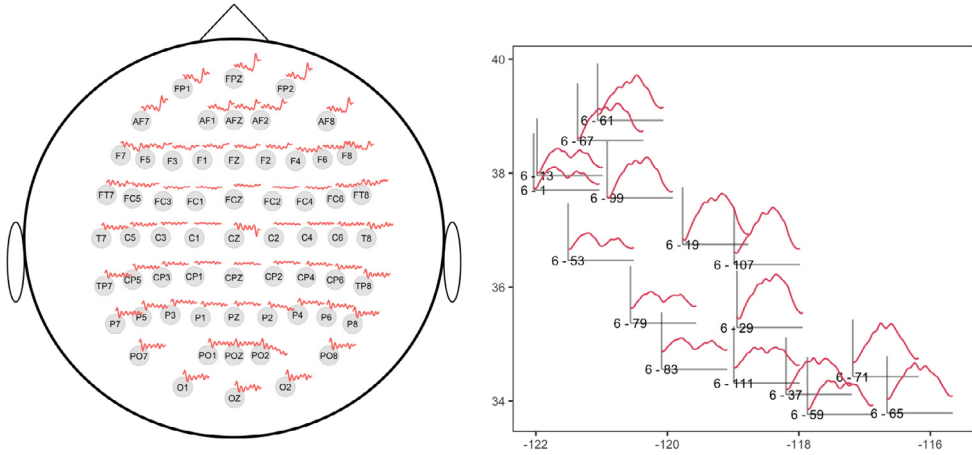 FPZ
FP1 FP2
AF7 AF1 AFZ AF2 AF8
F7 F5 F3 F1 FZ F2 F4 F6 F8
FT7 FC5 FC3 FC1 FCZ FC2 FC4 FC6 FT8
T7 C5 C3 C1 CZ C2 C4 C6 T8
TP7 CP5 CP3 CP1 CPZ CP2 CP4 CP6 TP8
P7 P5 P3 P1 PZ P2 P4 P6 P8
PO7 PO1 POZ PO2 PO8
O1 OZ O2
40
38
36
34
6 - 61
6 - 67
6 - 13
6 - 1
6 - 99
6 - 19
6 - 53
6 - 107
6 - 79
6 - 29
6 - 83
6 - 111
6 - 71
6 - 37
6 - 59
6 - 65
-122 -120 -118 -116